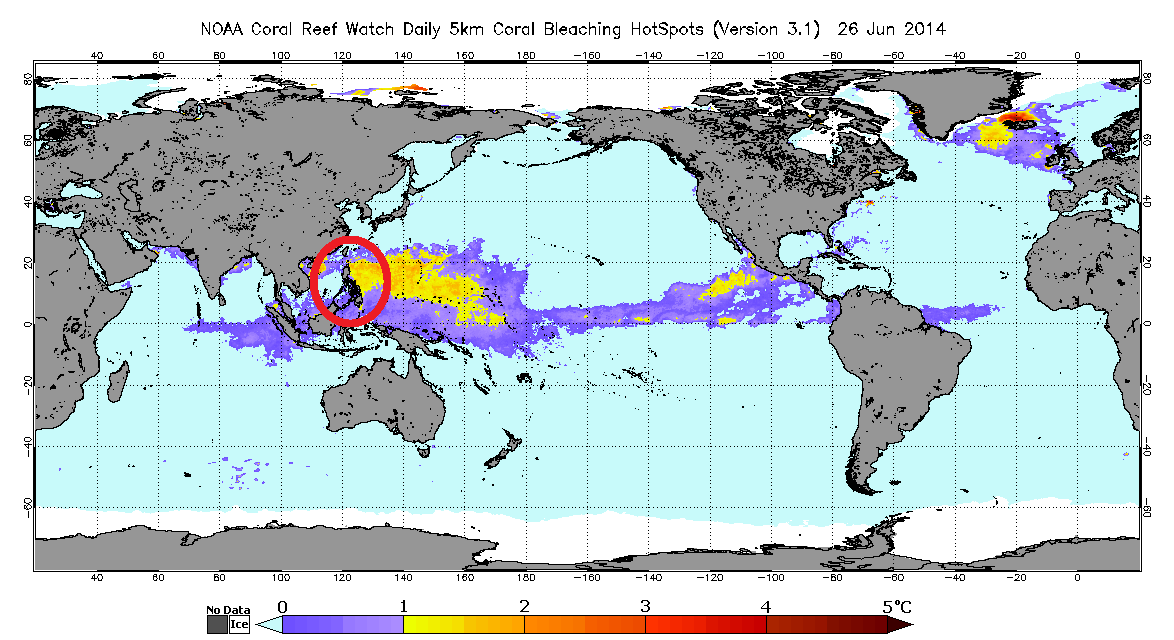 NOAA Coral Reef Watch Daily 5km Coral Bleaching HotSpots (Version 3.1) 26 Jun 2014
40 60 80 100 120 140 160 180 -160 -140 -120 -100 -80 -60 -40 -20 0
80 80
60 60
40 40
20 20
0 0
-20 -20
-40 -40
-60 -60
40 60 80 100 120 140 160 180 -160 -140 -120 -100 -80 -60 -40 -20 0
No Data 0 1 2 3 4 5°C
Ice